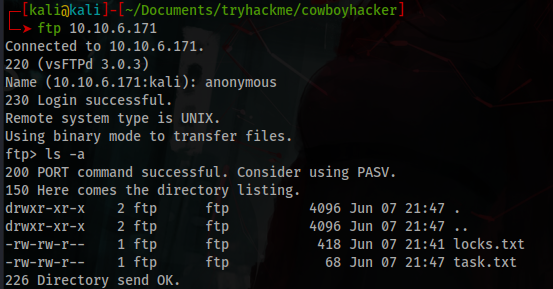 [kali@kali]-[~/Documents/tryhackme/cowboyhacker]
ftp 10.10.6.171
Connected to 10.10.6.171.
220 (vsFTPd 3.0.3)
Name (10.10.6.171:kali): anonymous
230 Login successful.
Remote system type is UNIX.
Using binary mode to transfer files.
ftp> ls -a
200 PORT command successful. Consider using PASV.
150 Here comes the directory listing.
drwxr-xr-x    2 ftp      ftp          4096 Jun 07 21:47 .
drwxr-xr-x    2 ftp      ftp          4096 Jun 07 21:47 ..
-rw-rw-r--    1 ftp      ftp           418 Jun 07 21:41 locks.txt
-rw-rw-r--    1 ftp      ftp            68 Jun 07 21:47 task.txt
226 Directory send OK.